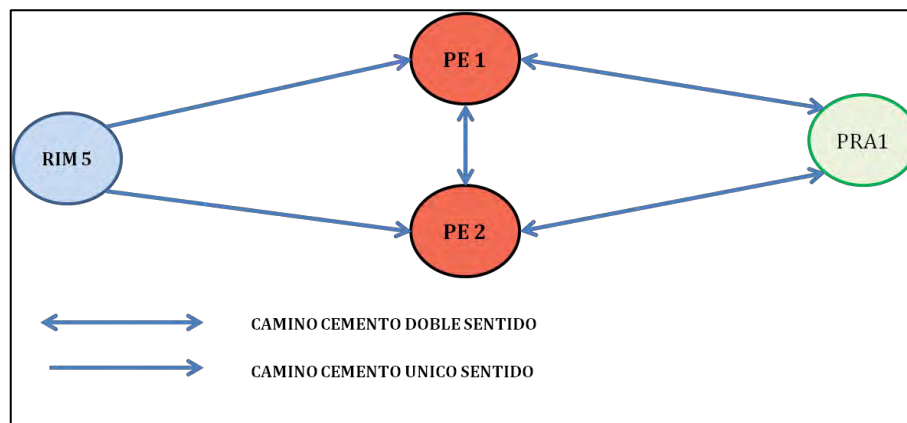 PE 1
RIM 5
PRA1
PE 2
CAMINO CEMENTO DOBLE SENTIDO
CAMINO CEMENTO UNICO SENTIDO